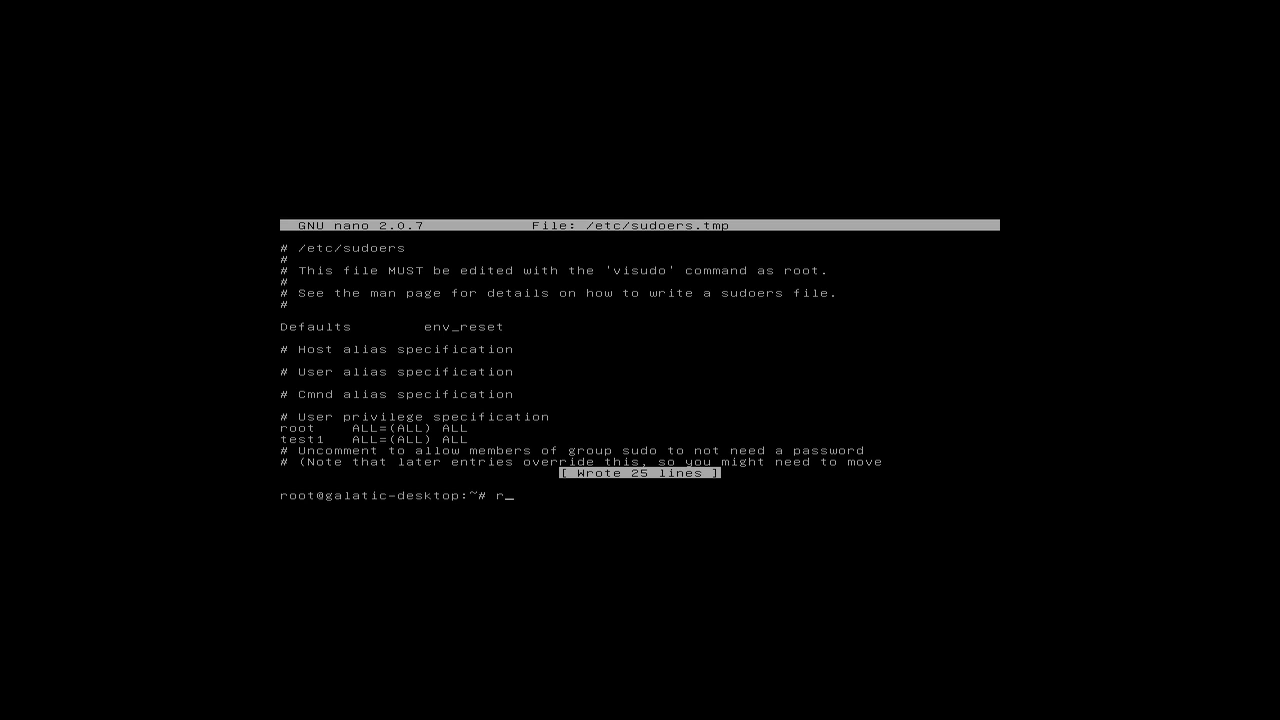 GNU nano 2.0.7 File: /etc/sudoers.tmp
# /etc/sudoers
#
# This file MUST be edited with the 'visudo' command as root.
#
# See the man page for details on how to write a sudoers file.
#
Defaults env_reset
# Host alias specification
# User alias specification
# Cmnd alias specification
# User privilege specification
root ALL=(ALL) ALL
test1 ALL=(ALL) ALL
# Uncomment to allow members of group sudo to not need a password
# (Note that later entries override this, so you might need to move
[ Wrote 25 lines ]
root@galatic-desktop:~# r_